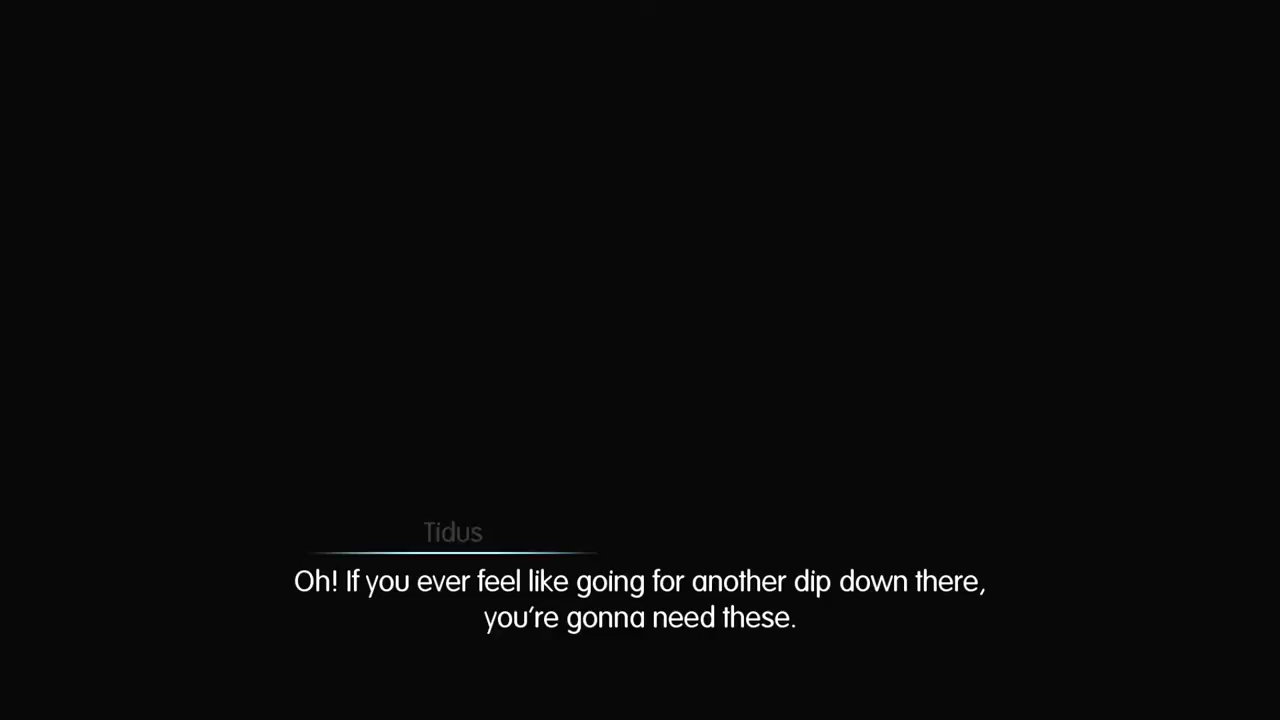 Tidus
Oh! If you ever feel like going for another dip down there,
you're gonna need these.